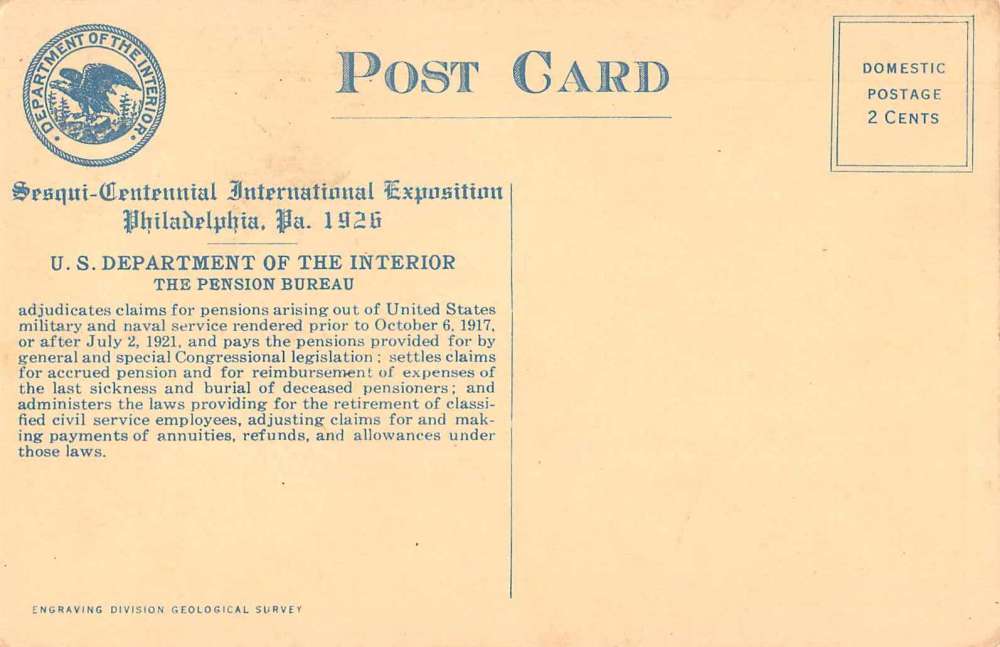 DEPARTMENT OF THE INTERIOR
POST CARD
DOMESTIC
POSTAGE
2 CENTS
Sesqui-Centennial International Exposition
Philadelphia, Pa. 1926
U. S. DEPARTMENT OF THE INTERIOR
THE PENSION BUREAU
adjudicates claims for pensions arising out of United States
military and naval service rendered prior to October 6, 1917,
or after July 2, 1921, and pays the pensions provided for by
general and special Congressional legislation; settles claims
for accrued pension and for reimbursement of expenses of
the last sickness and burial of deceased pensioners; and
administers the laws providing for the retirement of classi-
fied civil service employees, adjusting claims for and mak-
ing payments of annuities, refunds, and allowances under
those laws.
ENGRAVING DIVISION GEOLOGICAL SURVEY